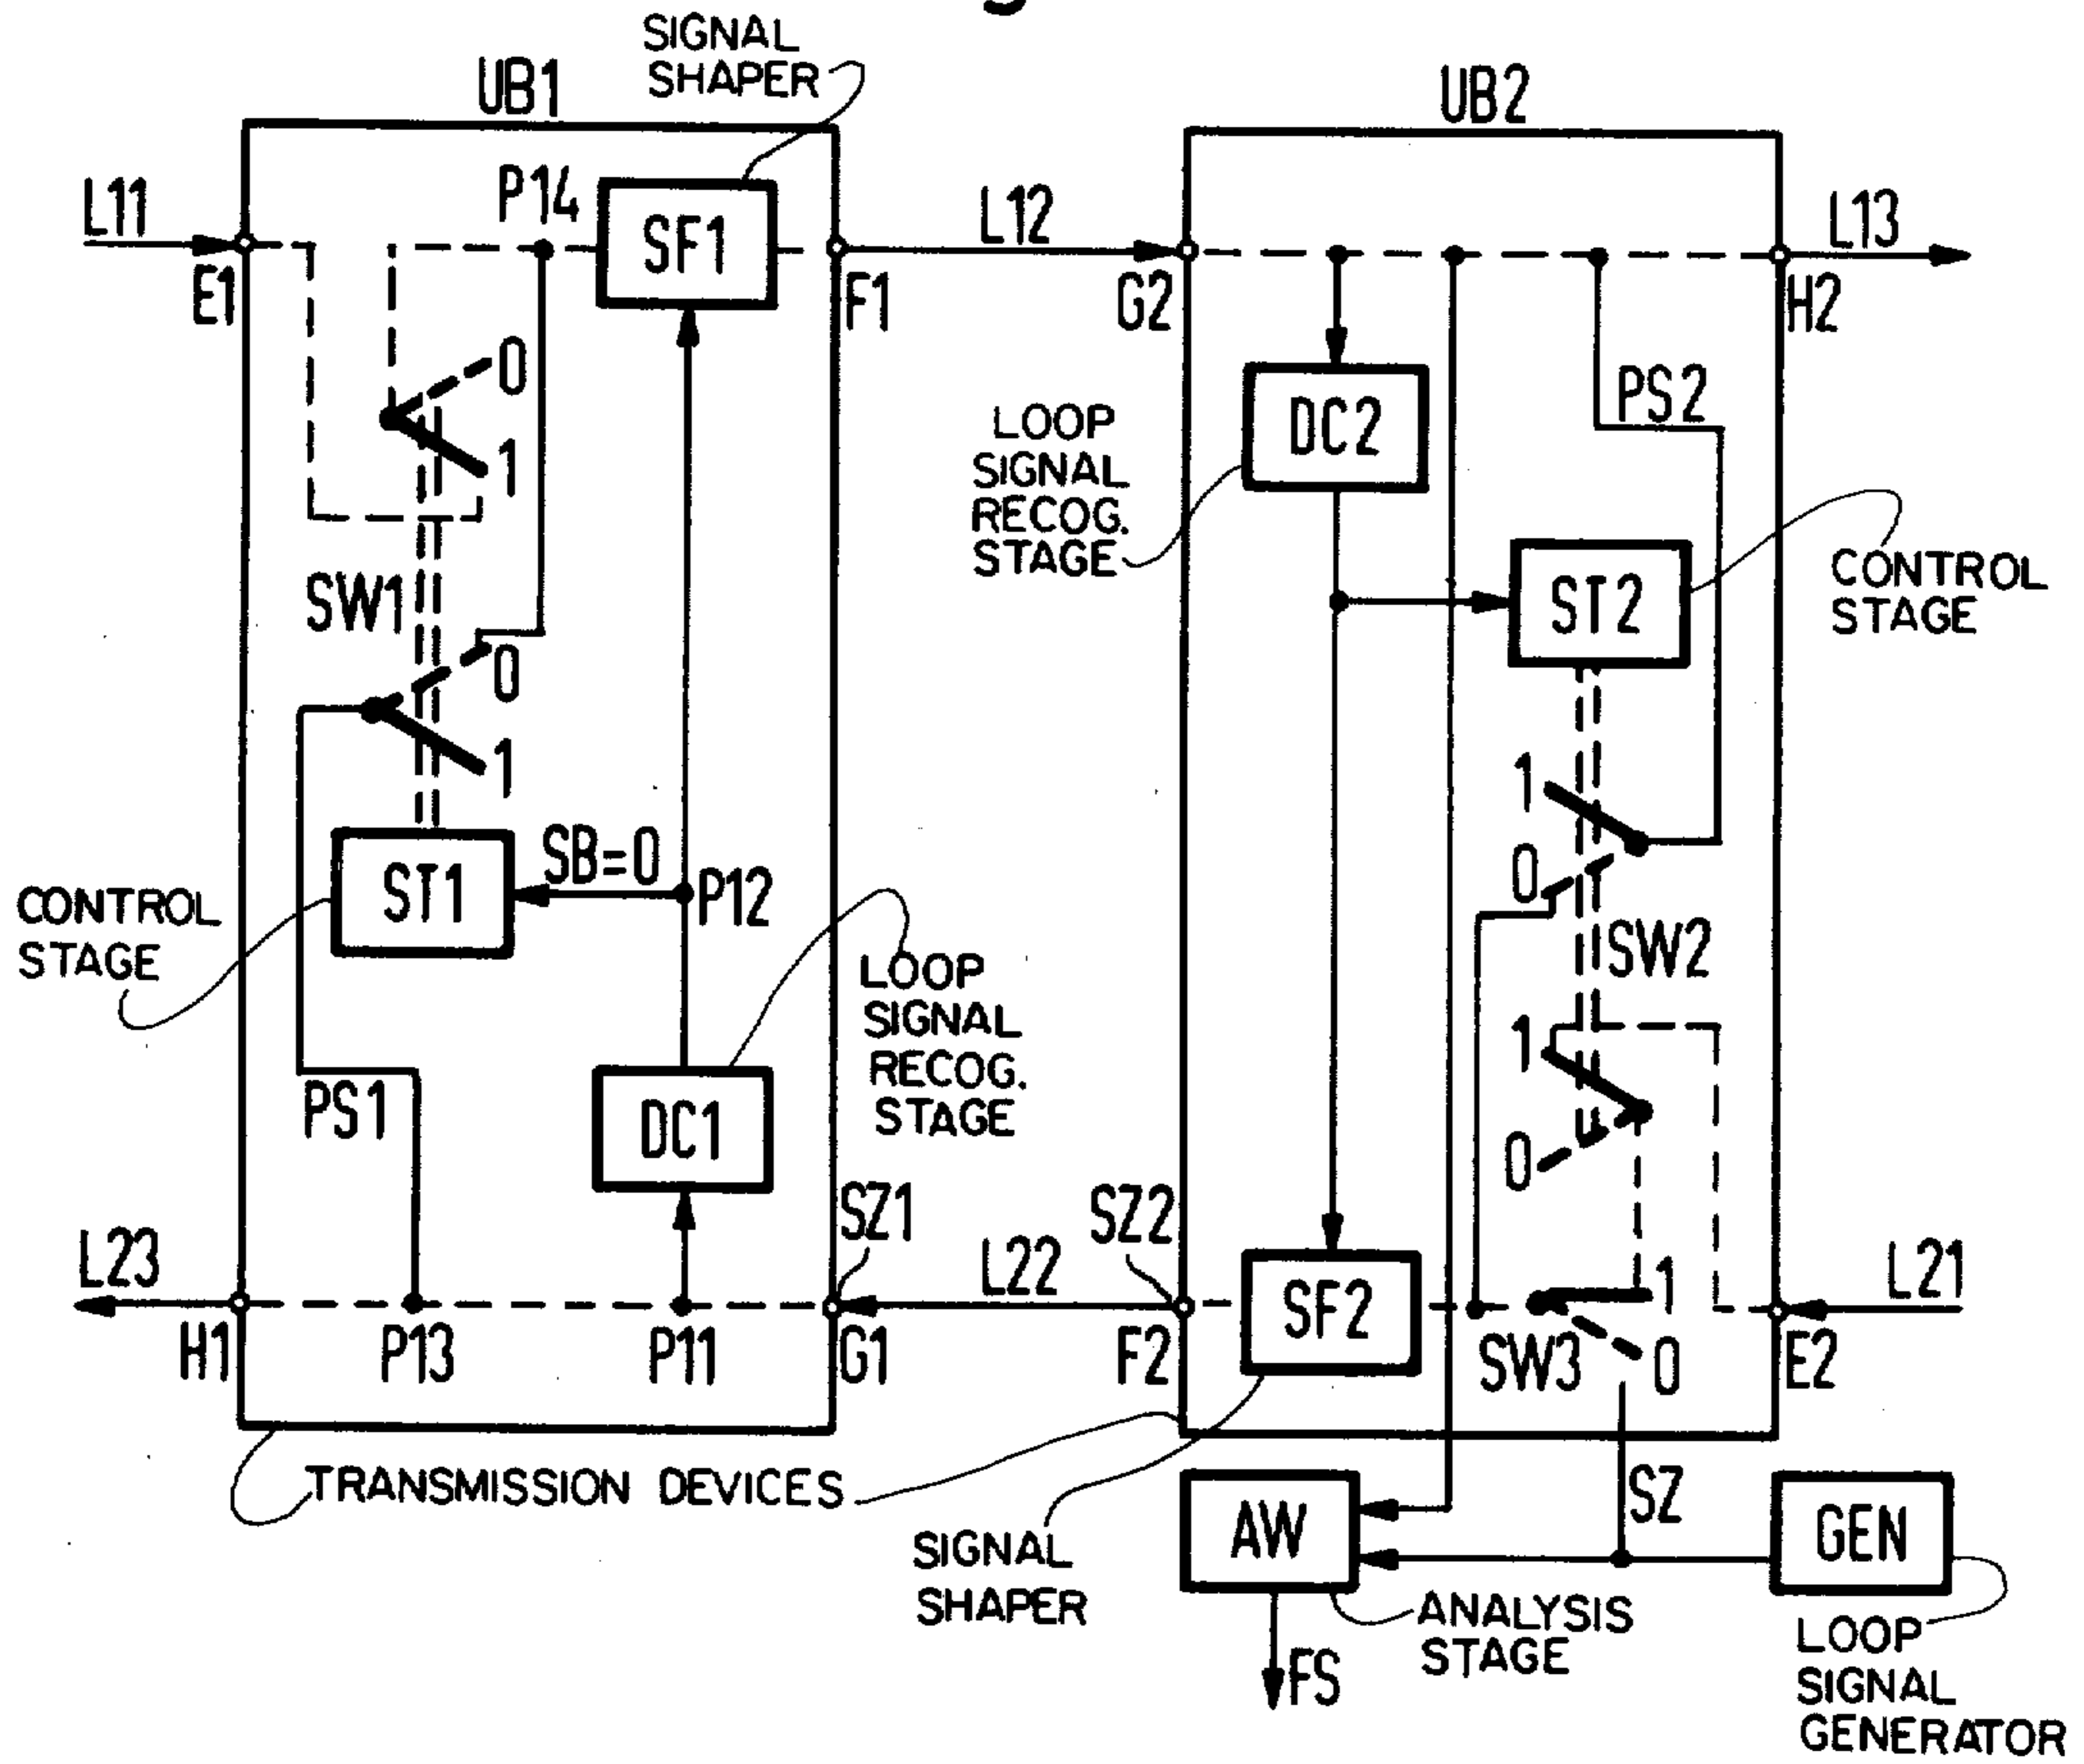 SIGNAL
SHAPER
UB1
UB2
L11
P14
SF1
L12
L13
E1
F1
G2
H2
0
1
DC2
PS2
LOOP
SIGNAL
RECOG.
STAGE
SW1
ST2
CONTROL
STAGE
0
1
1
0
SB=0
ST1
P12
CONTROL
STAGE
SW2
LOOP
SIGNAL
RECOG.
STAGE
1
0
PS1
DC1
SZ1
SZ2
L23
L22
SF2
1
L21
H1
P13
P11
G1
F2
SW3
0
E2
TRANSMISSION DEVICES
SZ
AW
GEN
SIGNAL
SHAPER
ANALYSIS
STAGE
FS
LOOP
SIGNAL
GENERATOR